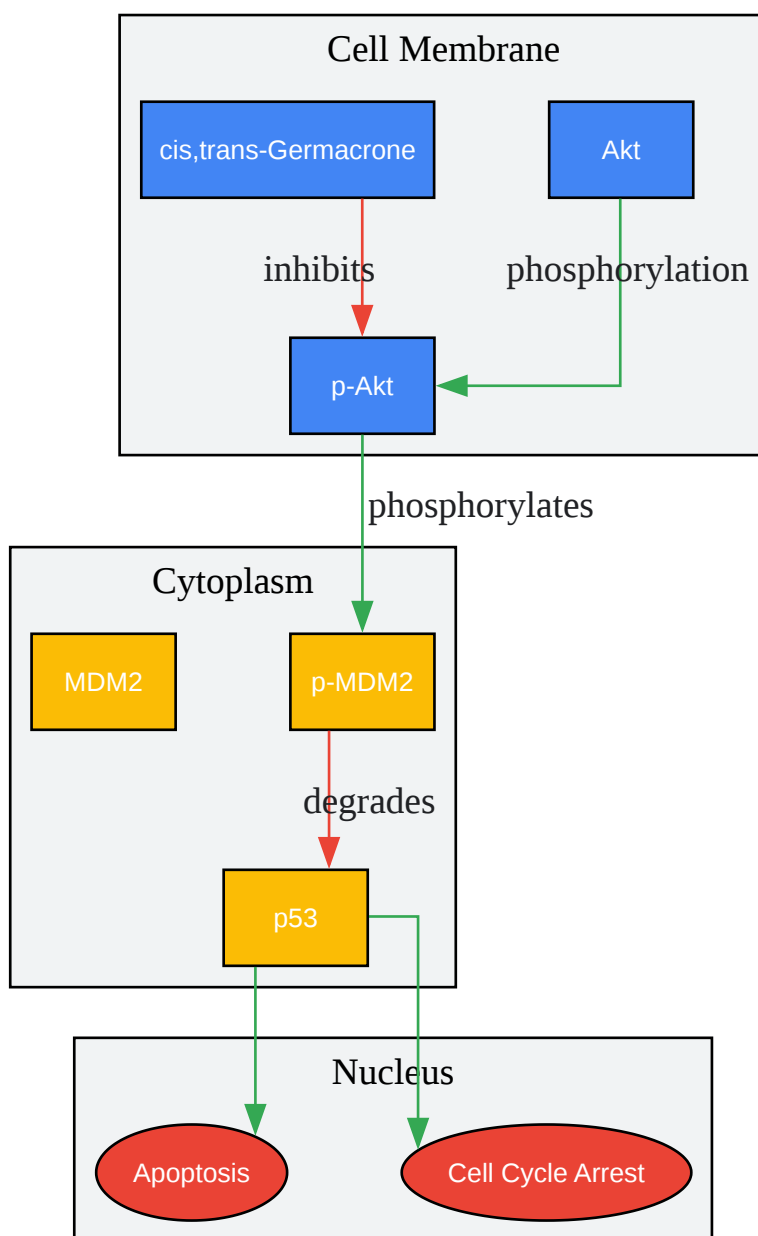 Cell Membrane
cis,trans-Germacrone
Akt
inhibits
phosphorylation
p-Akt
phosphorylates
Cytoplasm
MDM2
p-MDM2
degrades
p53
Nucleus
Apoptosis
Cell Cycle Arrest